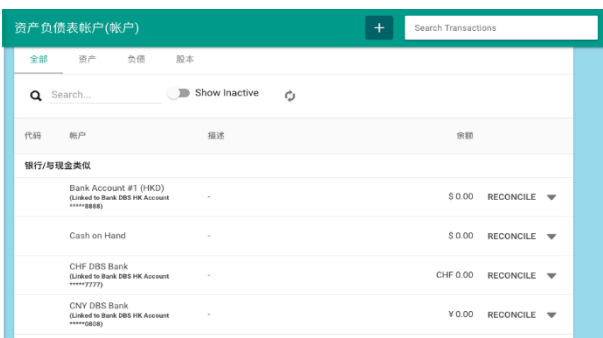 资产负债表帐户(帐户)
+
Search Transactions
全部 资产 负债 股本
Search... Show Inactive
代码 帐户 描述 余额
银行/与现金类似
Bank Account #1 (HKD)
(Linked to Bank DBS HK Account
*****8888)
- $ 0.00 RECONCILE
Cash on Hand - $ 0.00 RECONCILE
CHF DBS Bank
(Linked to Bank DBS HK Account
*****7777)
- CHF 0.00 RECONCILE
CNY DBS Bank
(Linked to Bank DBS HK Account
*****0808)
- ¥ 0.00 RECONCILE